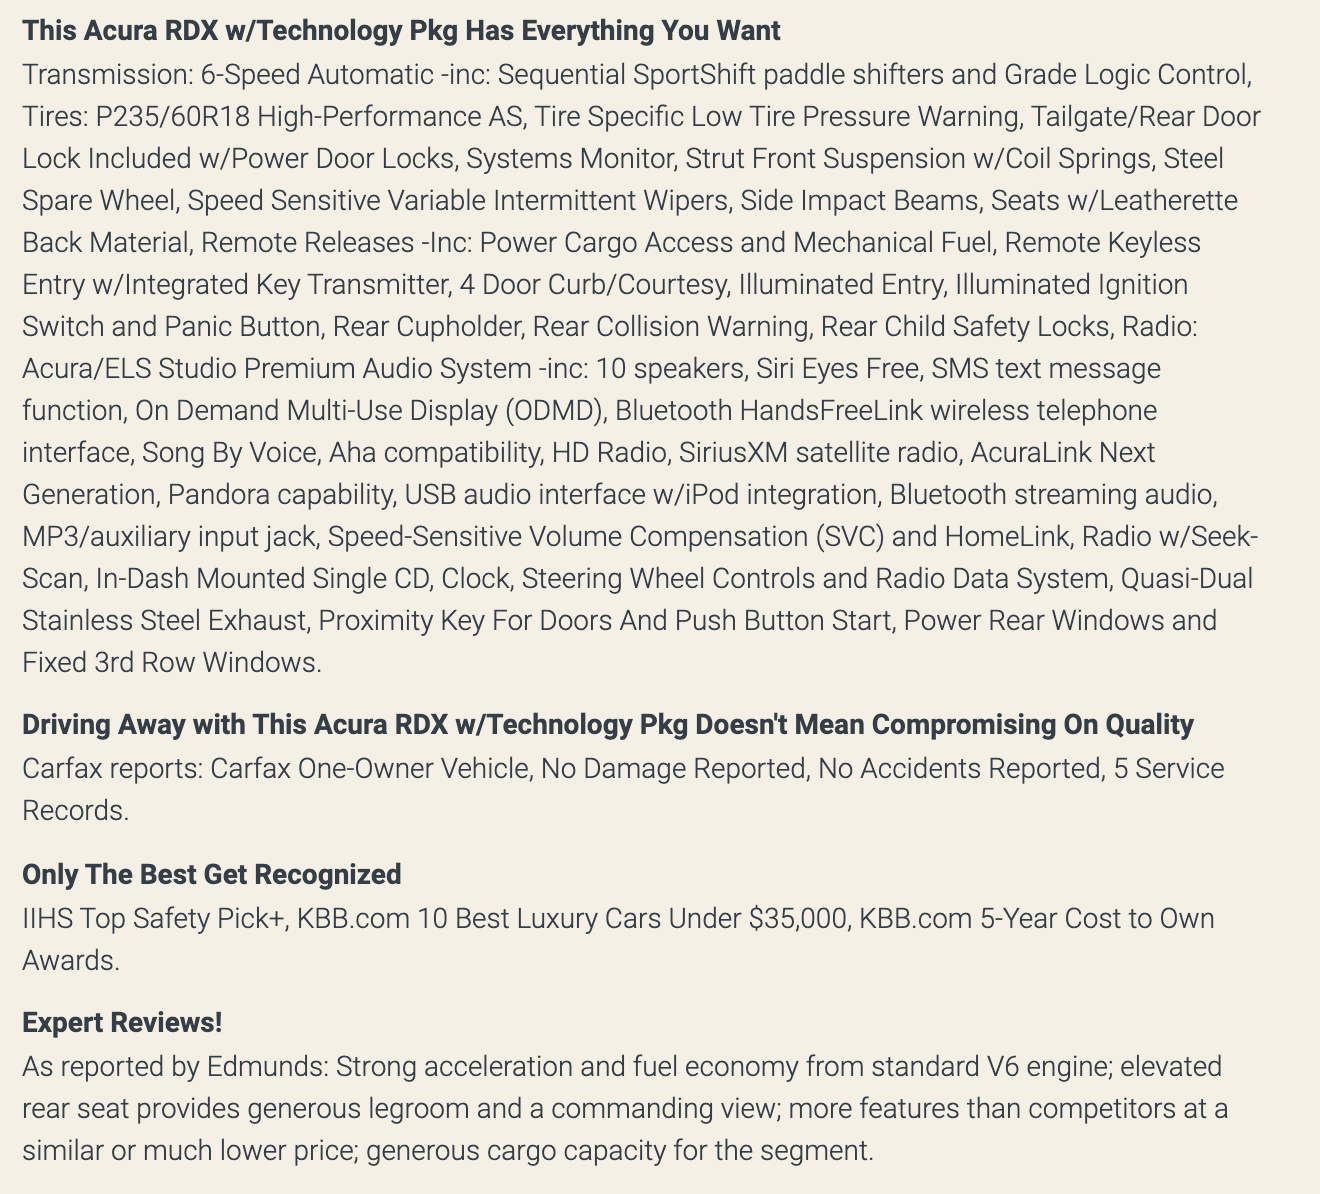 This Acura RDX w/Technology Pkg Has Everything You Want
Transmission: 6-Speed Automatic -inc: Sequential SportShift paddle shifters and Grade Logic Control,
Tires: P235/60R18 High-Performance AS, Tire Specific Low Tire Pressure Warning, Tailgate/Rear Door
Lock Included w/Power Door Locks, Systems Monitor, Strut Front Suspension w/Coil Springs, Steel
Spare Wheel, Speed Sensitive Variable Intermittent Wipers, Side Impact Beams, Seats w/Leatherette
Back Material, Remote Releases -Inc: Power Cargo Access and Mechanical Fuel, Remote Keyless
Entry w/Integrated Key Transmitter, 4 Door Curb/Courtesy, Illuminated Entry, Illuminated Ignition
Switch and Panic Button, Rear Cupholder, Rear Collision Warning, Rear Child Safety Locks, Radio:
Acura/ELS Studio Premium Audio System -inc: 10 speakers, Siri Eyes Free, SMS text message
function, On Demand Multi-Use Display (ODMD), Bluetooth HandsFreeLink wireless telephone
interface, Song By Voice, Aha compatibility, HD Radio, SiriusXM satellite radio, AcuraLink Next
Generation, Pandora capability, USB audio interface w/iPod integration, Bluetooth streaming audio,
MP3/auxiliary input jack, Speed-Sensitive Volume Compensation (SVC) and HomeLink, Radio w/Seek-
Scan, In-Dash Mounted Single CD, Clock, Steering Wheel Controls and Radio Data System, Quasi-Dual
Stainless Steel Exhaust, Proximity Key For Doors And Push Button Start, Power Rear Windows and
Fixed 3rd Row Windows.
Driving Away with This Acura RDX w/Technology Pkg Doesn't Mean Compromising On Quality
Carfax reports: Carfax One-Owner Vehicle, No Damage Reported, No Accidents Reported, 5 Service
Records.
Only The Best Get Recognized
IIHS Top Safety Pick+, KBB.com 10 Best Luxury Cars Under $35,000, KBB.com 5-Year Cost to Own
Awards.
Expert Reviews!
As reported by Edmunds: Strong acceleration and fuel economy from standard V6 engine; elevated
rear seat provides generous legroom and a commanding view; more features than competitors at a
similar or much lower price; generous cargo capacity for the segment.